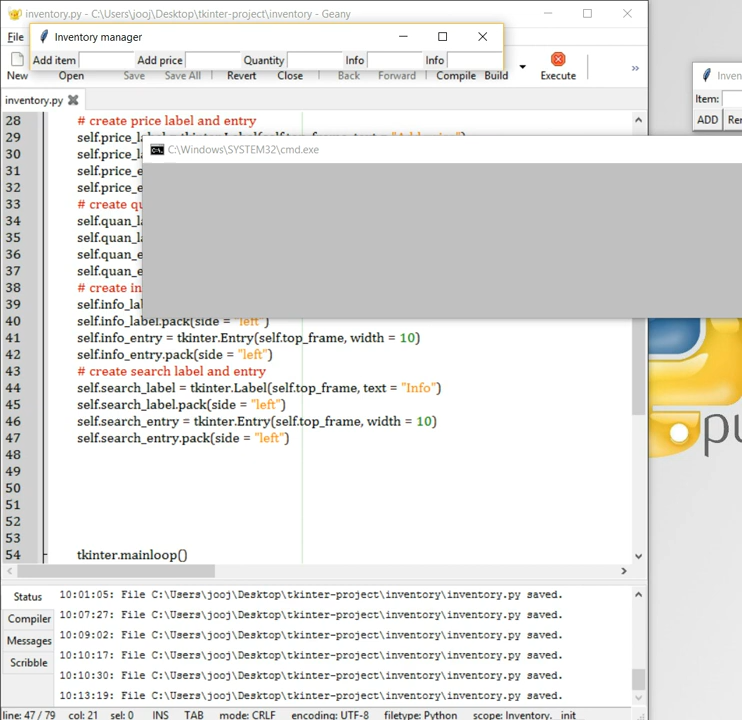 inventory.py - C:\Users\jooj\Desktop\tkinter-project\inventory - Geany
File
Inventory manager
Add item Add price Quantity Info Info
New Open Save Save All Revert Close Back Forward Compile Build Execute »
inventory.py
28 # create price label and entry
29
30
31 self.price_e
32 self.price_e
33 # create qu
34 self.quan_la
35 self.quan_la
36 self.quan_e
37 self.quan_e
38 # create in
39 self.info_lal
40 self.info_label.pack(side = "left")
41 self.info_entry = tkinter.Entry(self.top_frame, width = 10)
42 self.info_entry.pack(side = "left")
43 # create search label and entry
44 self.search_label = tkinter.Label(self.top_frame, text = "Info")
45 self.search_label.pack(side = "left")
46 self.search_entry = tkinter.Entry(self.top_frame, width = 10)
47 self.search_entry.pack(side = "left")
48
49
50
51
52
53
54 tkinter.mainloop()
C:\Windows\SYSTEM32\cmd.exe
Inven
Item:
ADD Rer
Status
Compiler
Messages
Scribble
10:01:05: File C:\Users\jooj\Desktop\tkinter-project\inventory\inventory.py saved.
10:07:27: File C:\Users\jooj\Desktop\tkinter-project\inventory\inventory.py saved.
10:09:02: File C:\Users\jooj\Desktop\tkinter-project\inventory\inventory.py saved.
10:10:17: File C:\Users\jooj\Desktop\tkinter-project\inventory\inventory.py saved.
10:10:30: File C:\Users\jooj\Desktop\tkinter-project\inventory\inventory.py saved.
10:13:19: File C:\Users\jooj\Desktop\tkinter-project\inventory\inventory.py saved.
line: 47 / 79 col: 21 sel: 0 INS TAB mode: CRLF encoding: UTF-8 filetype: Python scope: Inventory.__init__